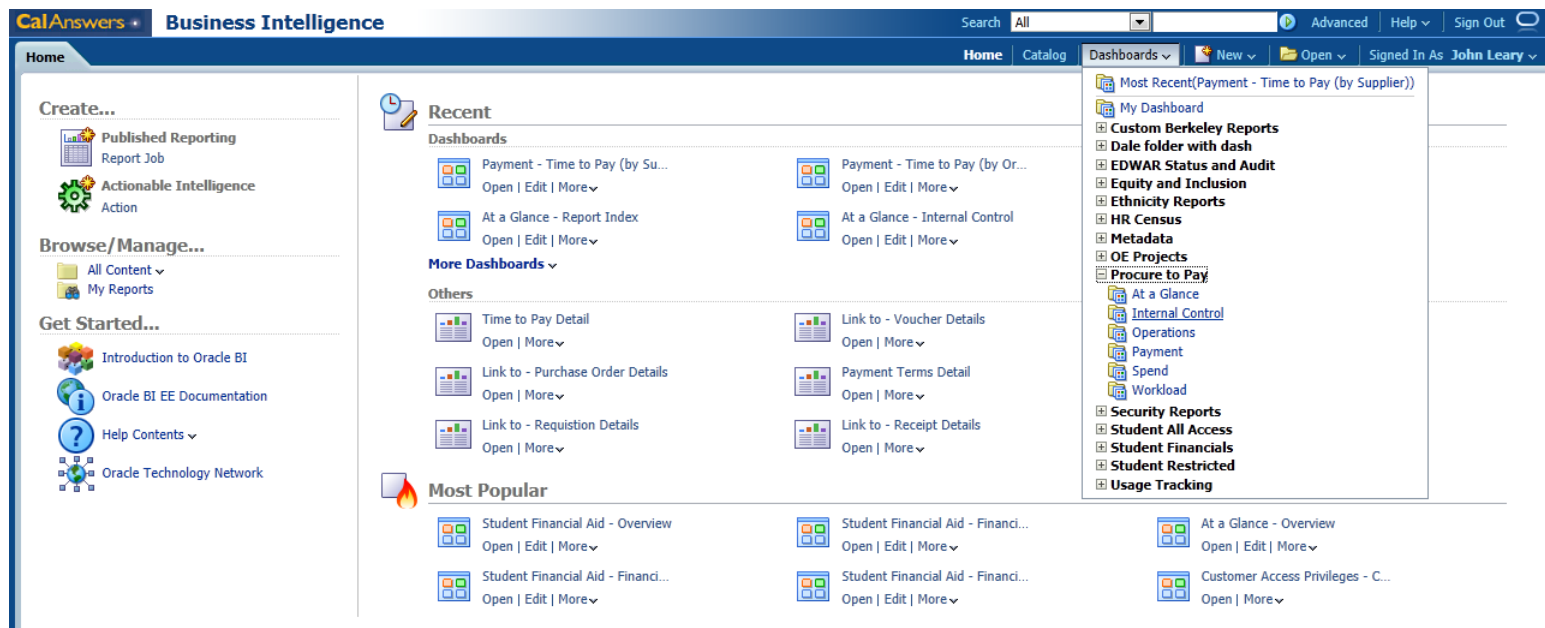 CalAnswers Business Intelligence Search All Advanced Help Sign Out
Home Home Catalog Dashboards New Open Signed In As John Leary
Create...
Published Reporting
Report Job
Actionable Intelligence
Action
Browse/Manage...
All Content
My Reports
Get Started...
Introduction to Oracle BI
Oracle BI EE Documentation
Help Contents
Oracle Technology Network
Recent
Dashboards
Payment - Time to Pay (by Su... Payment - Time to Pay (by Or...
Open | Edit | More Open | Edit | More
At a Glance - Report Index At a Glance - Internal Control
Open | Edit | More Open | Edit | More
More Dashboards
Others
Time to Pay Detail Link to - Voucher Details
Open | More Open | More
Link to - Purchase Order Details Payment Terms Detail
Open | More Open | More
Link to - Requistion Details Link to - Receipt Details
Open | More Open | More
Most Popular
Student Financial Aid - Overview Student Financial Aid - Financi... At a Glance - Overview
Open | Edit | More Open | Edit | More Open | Edit | More
Student Financial Aid - Financi... Student Financial Aid - Financi... Customer Access Privileges - C...
Open | Edit | More Open | Edit | More Open | More
Most Recent(Payment - Time to Pay (by Supplier))
My Dashboard
Custom Berkeley Reports
Dale folder with dash
EDWAR Status and Audit
Equity and Inclusion
Ethnicity Reports
HR Census
Metadata
OE Projects
Procure to Pay
At a Glance
Internal Control
Operations
Payment
Spend
Workload
Security Reports
Student All Access
Student Financials
Student Restricted
Usage Tracking